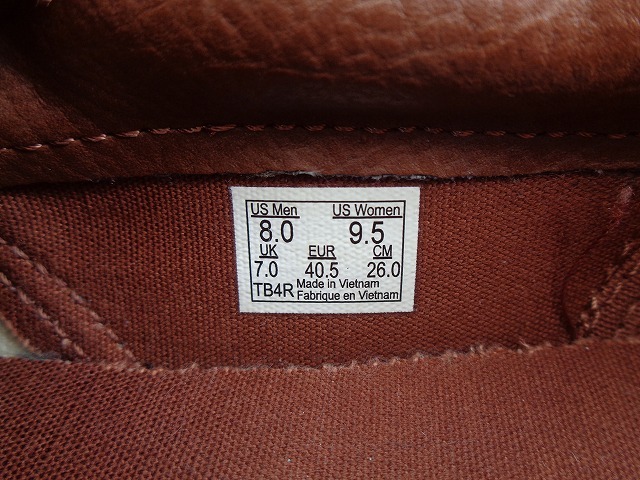 US Men US Women
8.0 9.5
UK EUR CM
7.0 40.5 26.0
TB4R Made in Vietnam
Fabrique en Vietnam